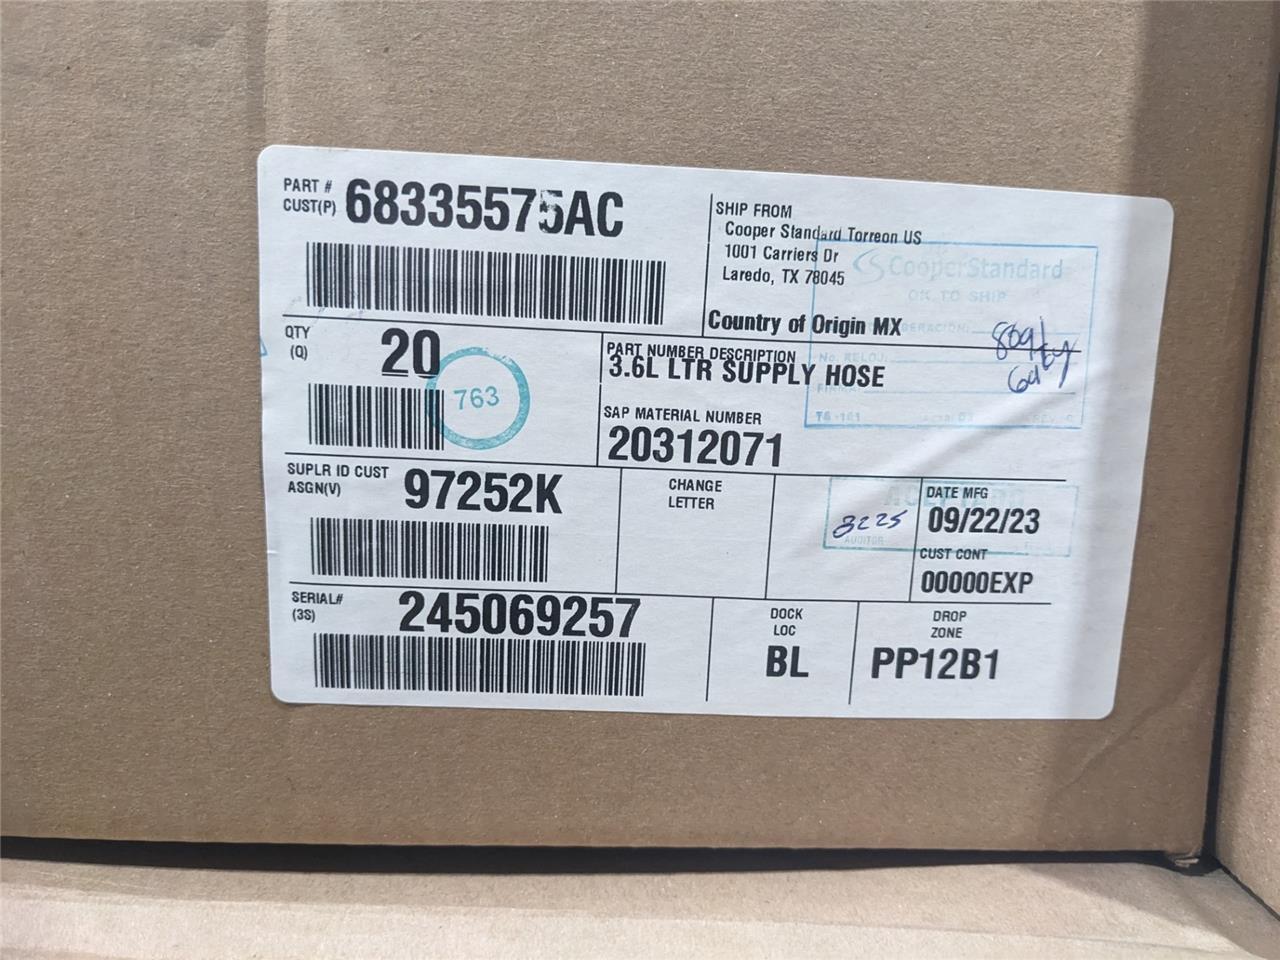 PART #
CUST(P)
68335575AC
SHIP FROM
Cooper Standard Torreon US
1001 Carriers Dr
Laredo, TX 78045
CooperStandard
OK TO SHIP
Country of Origin MX
QTY
(Q)
20
763
PART NUMBER DESCRIPTION
3.6L LTR SUPPLY HOSE
No. RELOJ:
SAP MATERIAL NUMBER
20312071
SUPLR ID CUST
ASGN(V)
97252K
CHANGE
LETTER
8225
AUDITOR
DATE MFG
09/22/23
CUST CONT
00000EXP
SERIAL#
(3S)
245069257
DOCK
LOC
BL
DROP
ZONE
PP12B1